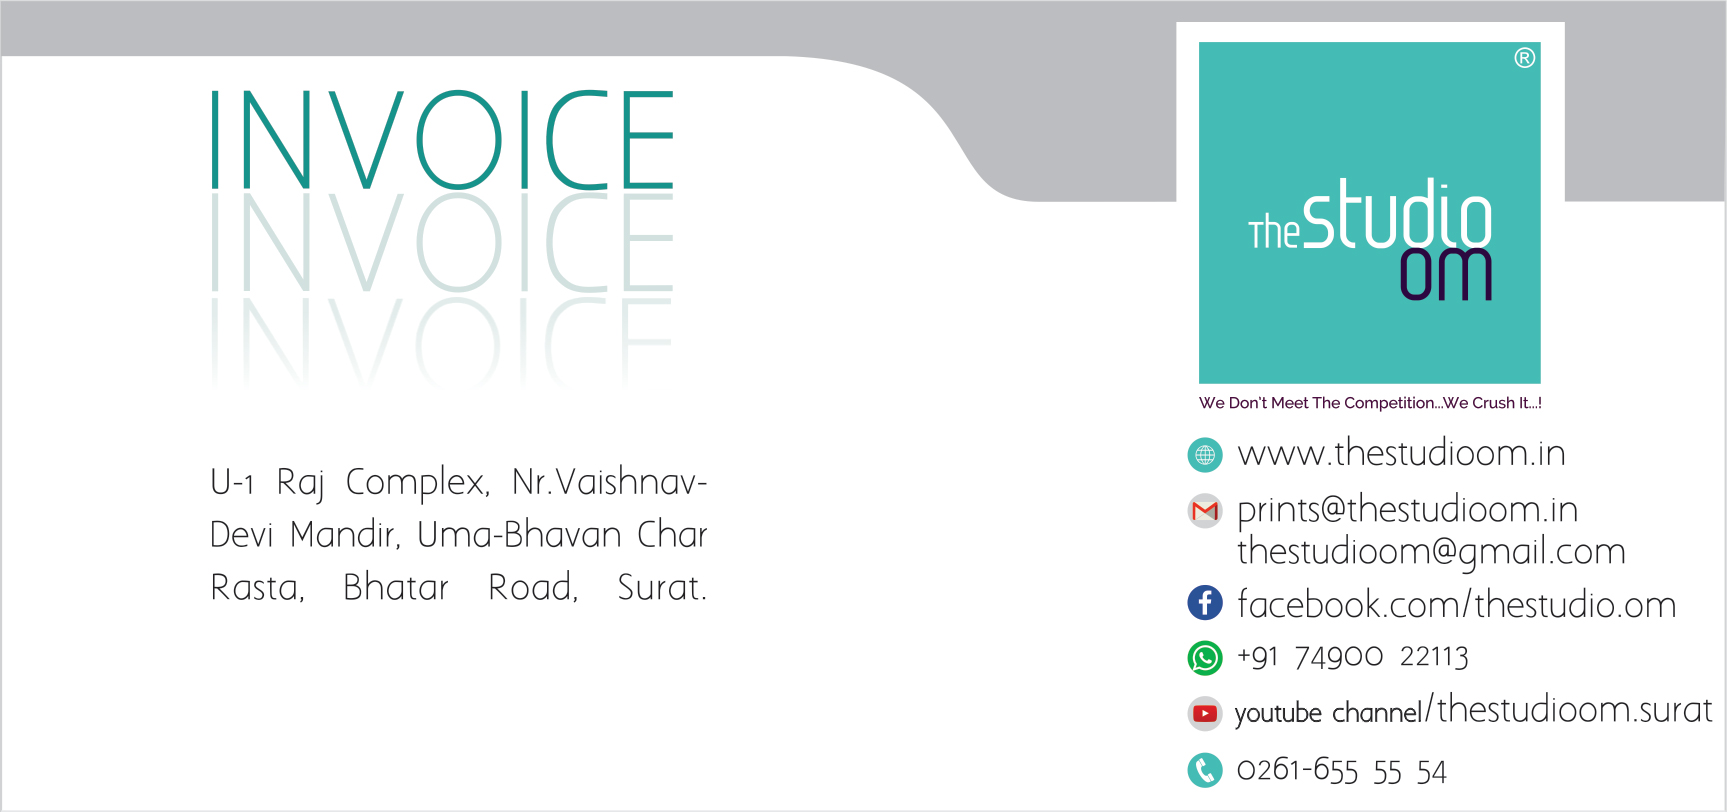 INVOICE
INVOICE
INVOICE
U-1 Raj Complex, Nr.Vaishnav-
Devi Mandir, Uma-Bhavan Char
Rasta, Bhatar Road, Surat.
®
The studio
om
We Don't Meet The Competition...We Crush It...!
www.thestudioom.in
prints@thestudioom.in
thestudioom@gmail.com
facebook.com/thestudio.om
+91 74900 22113
youtube channel/thestudioom.surat
0261-655 55 54